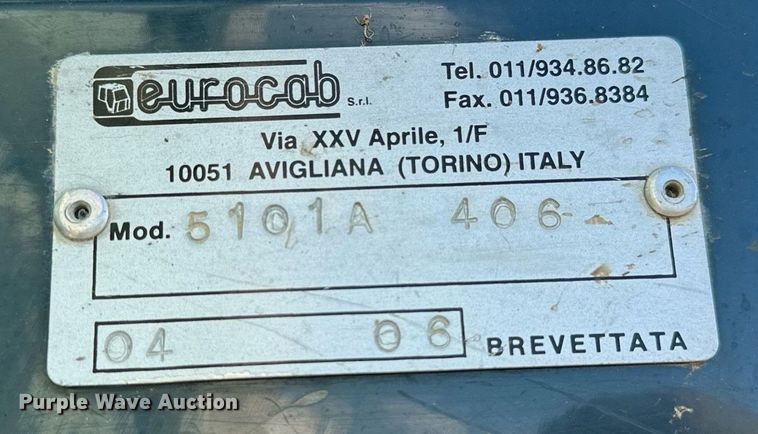 eurocab s.r.l.
Tel. 011/934.86.82
Fax. 011/936.8384
Via XXV Aprile, 1/F
10051 AVIGLIANA (TORINO) ITALY
Mod. 5101A 406
04 06
BREVETTATA
Purple Wave Auction